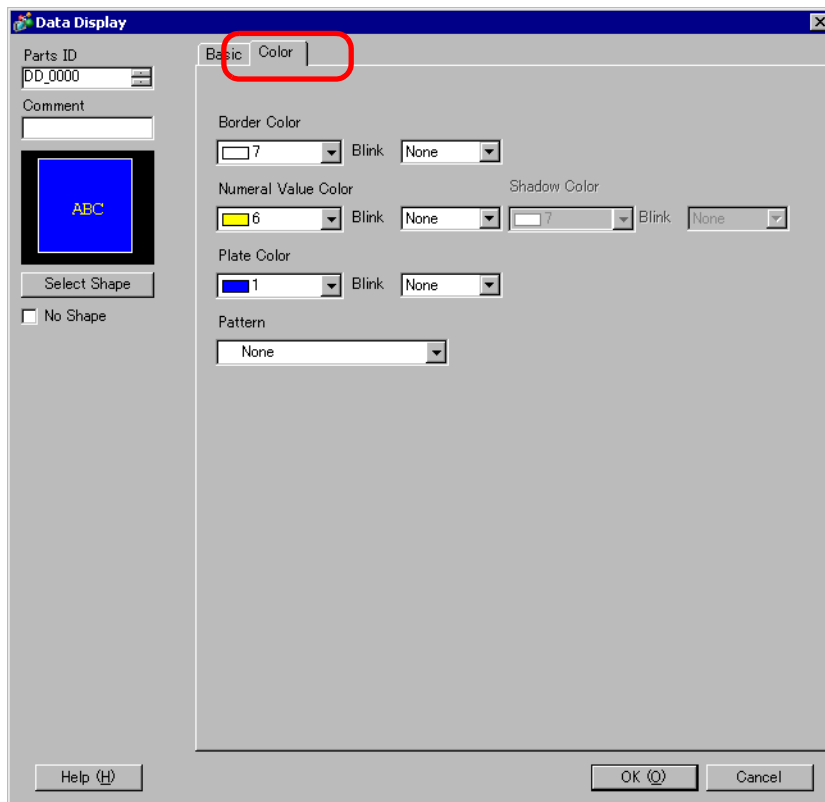 Data Display
Parts ID
DD_0000
Comment
ABC
Select Shape
No Shape
Basic Color
Border Color
7 Blink None
Numeral Value Color Shadow Color
6 Blink None 7 Blink None
Plate Color
1 Blink None
Pattern
None
Help (H) OK (O) Cancel